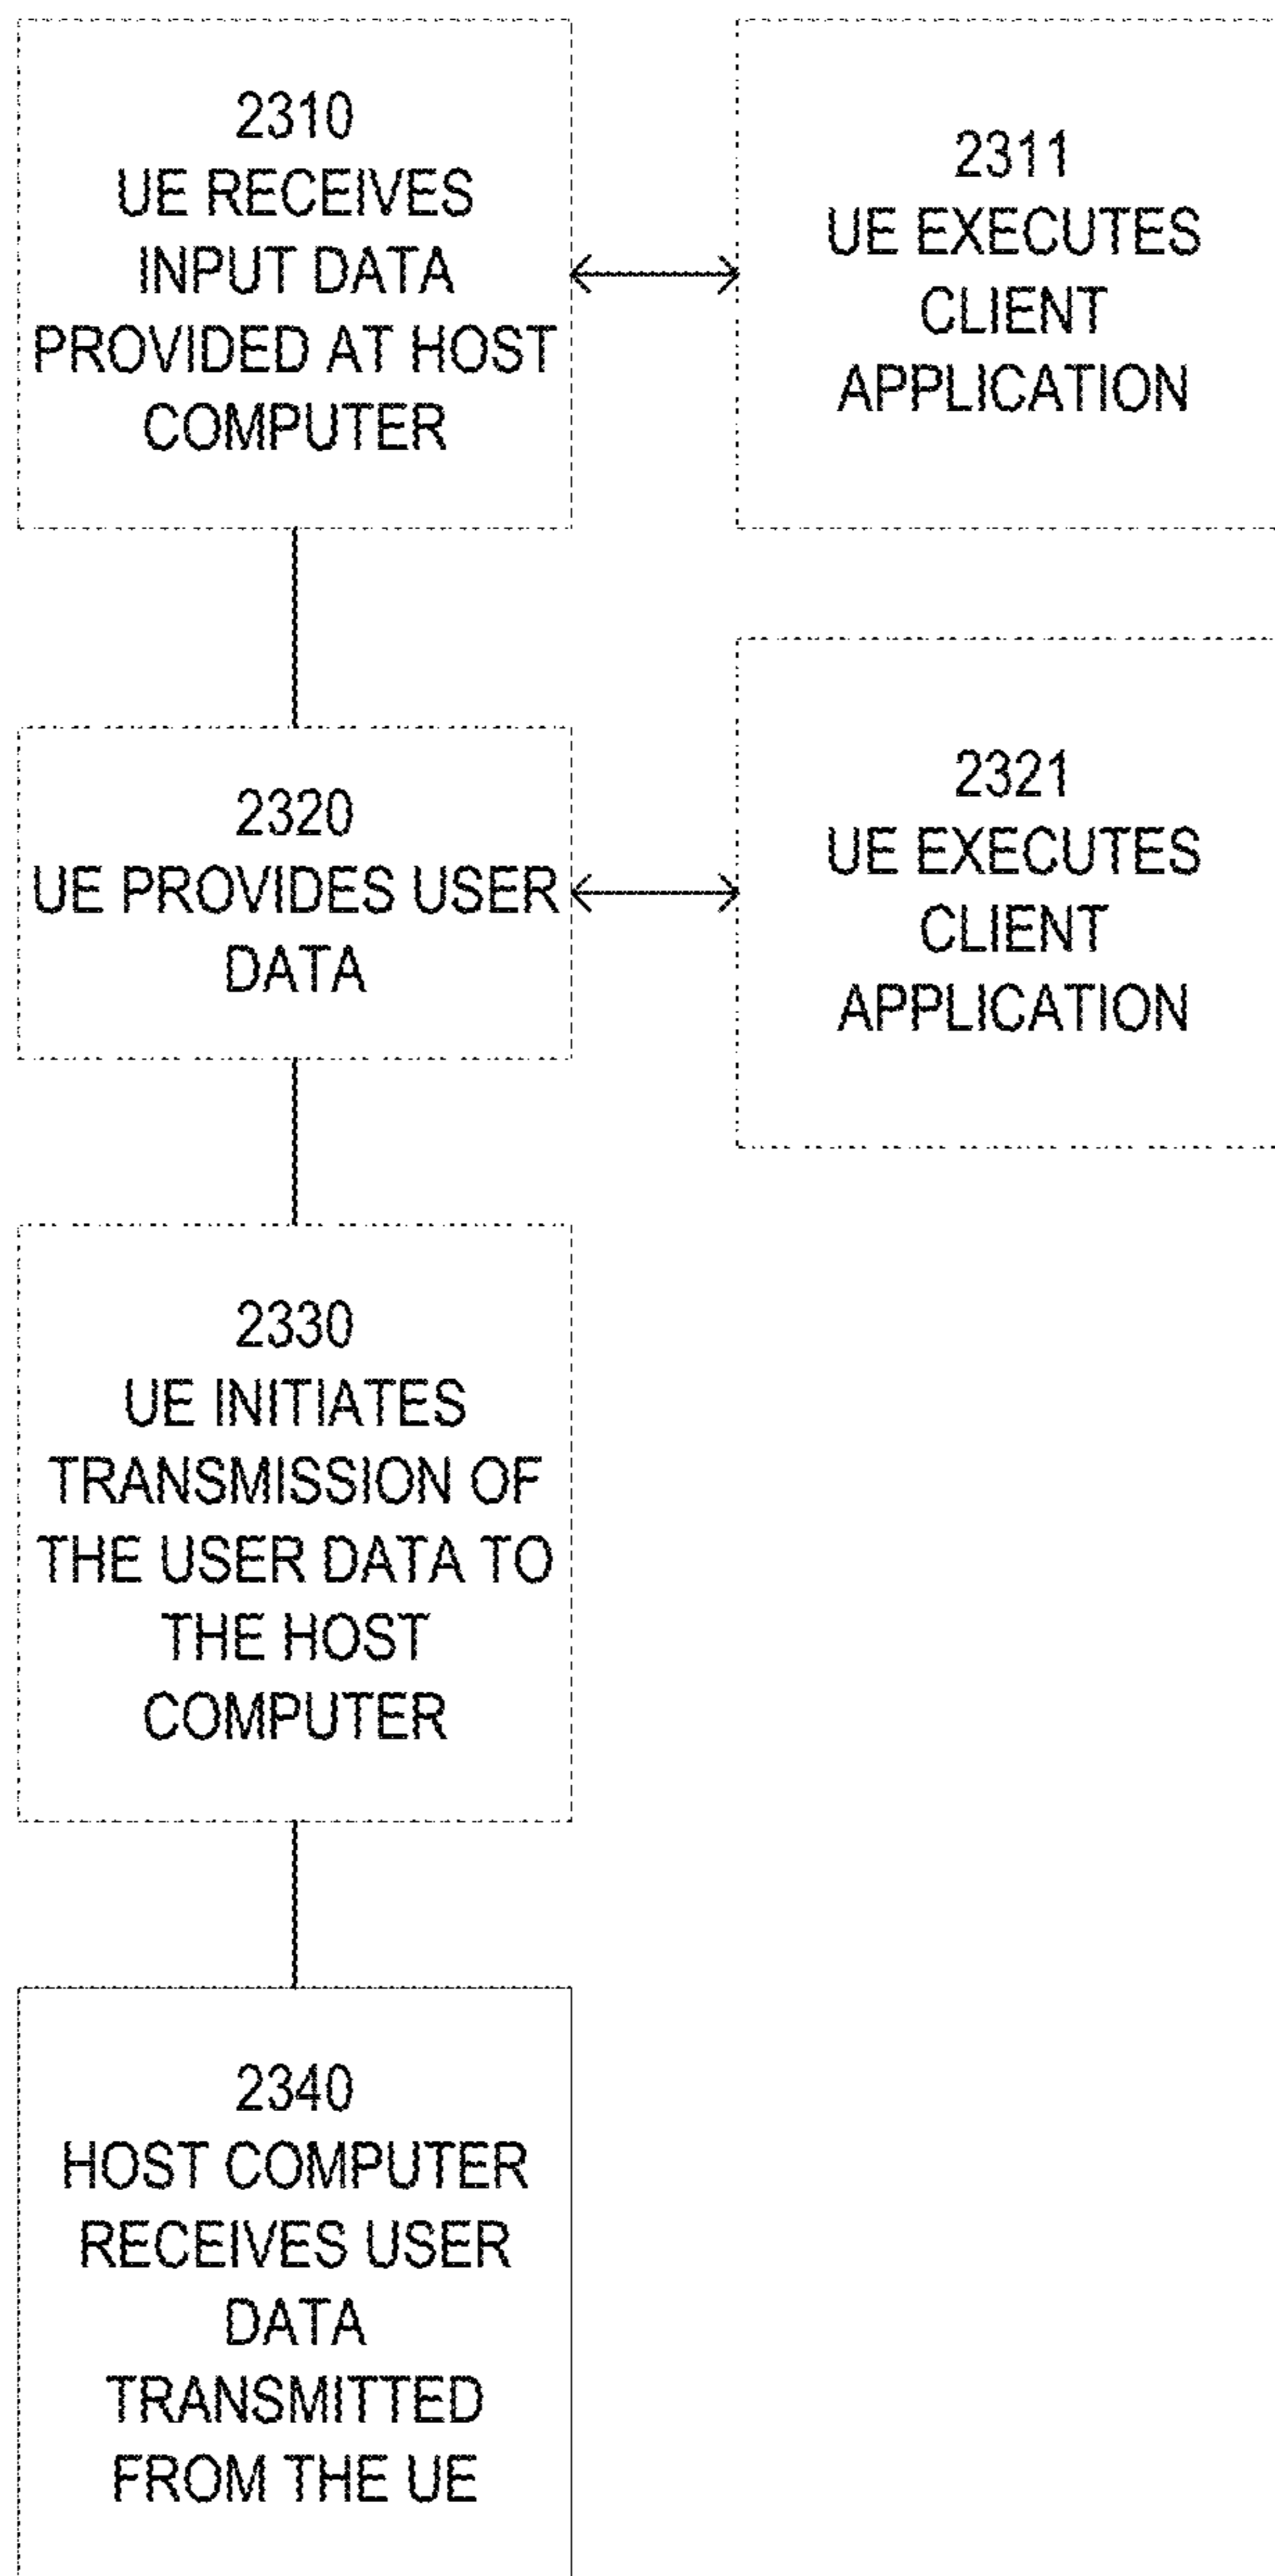 2310
UE RECEIVES
INPUT DATA
PROVIDED AT HOST
COMPUTER
2311
UE EXECUTES
CLIENT
APPLICATION
2320
UE PROVIDES USER
DATA
2321
UE EXECUTES
CLIENT
APPLICATION
2330
UE INITIATES
TRANSMISSION OF
THE USER DATA TO
THE HOST
COMPUTER
2340
HOST COMPUTER
RECEIVES USER
DATA
TRANSMITTED
FROM THE UE